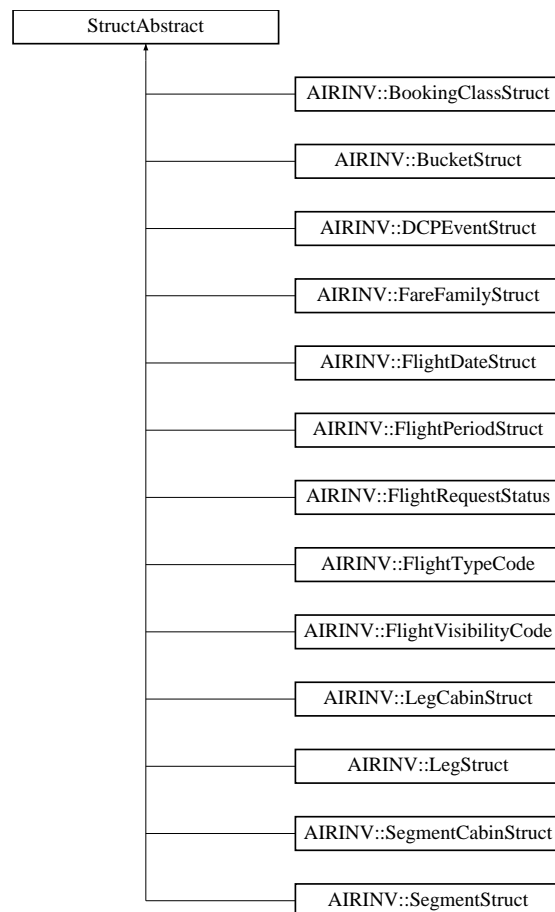 StructAbstract
AIRINV::BookingClassStruct
AIRINV::BucketStruct
AIRINV::DCPEventStruct
AIRINV::FareFamilyStruct
AIRINV::FlightDateStruct
AIRINV::FlightPeriodStruct
AIRINV::FlightRequestStatus
AIRINV::FlightTypeCode
AIRINV::FlightVisibilityCode
AIRINV::LegCabinStruct
AIRINV::LegStruct
AIRINV::SegmentCabinStruct
AIRINV::SegmentStruct